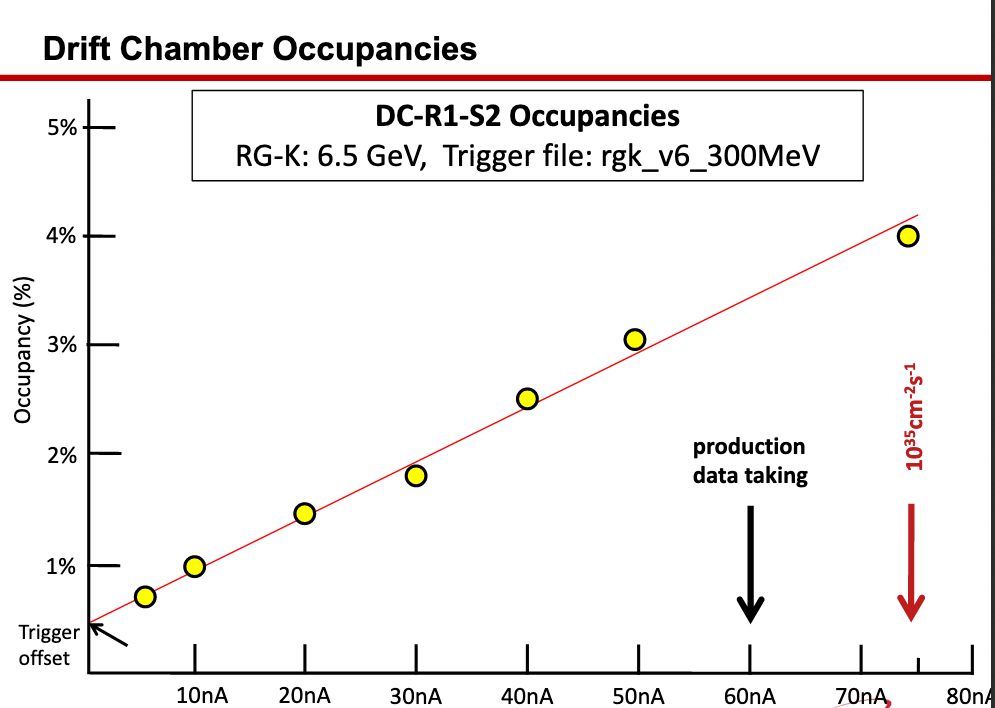 Drift Chamber Occupancies
DC-R1-S2 Occupancies
RG-K: 6.5 GeV,  Trigger file: rgk_v6_300MeV
5%
4%
3%
2%
1%
Occupancy (%)
Trigger
offset
production
data taking
10³⁵cm⁻²s⁻¹
10nA
20nA
30nA
40nA
50nA
60nA
70nA
80nA